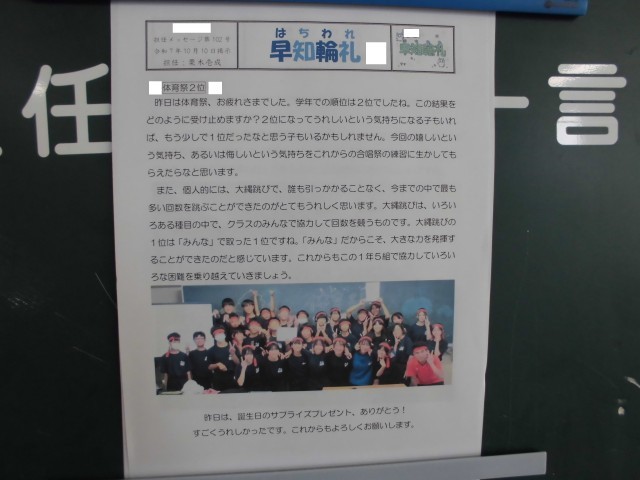 担任メッセージ第102号
令和7年10月10日掲示
担任：栗木壱成
はちわれ
早知輪礼
任
一言
体育祭2位
昨日は体育祭、お疲れさまでした。学年での順位は2位でしたね。この結果を
どのように受け止めますか？2位になってうれしいという気持ちになる子もいれ
ば、もう少しで1位だったなと思う子もいるかもしれません。今回の嬉しいとい
う気持ち、あるいは悔しいという気持ちをこれからの合唱祭の練習に生かしても
らえたらなと思います。
また、個人的には、大縄跳びで、誰も引っかかることなく、今までの中で最も
多い回数を跳ぶことができたのがとてもうれしく思います。大縄跳びは、いろい
ろある種目の中で、クラスのみんなで協力して回数を競うものです。大縄跳びの
1位は「みんな」で取った1位ですね。「みんな」だからこそ、大きな力を発揮す
ることができたのだと感じています。これからもこの1年5組で協力していろい
ろな困難を乗り越えていきましょう。
昨日は、誕生日のサプライズプレゼント、ありがとう！
すごくうれしかったです。これからもよろしくお願いします。